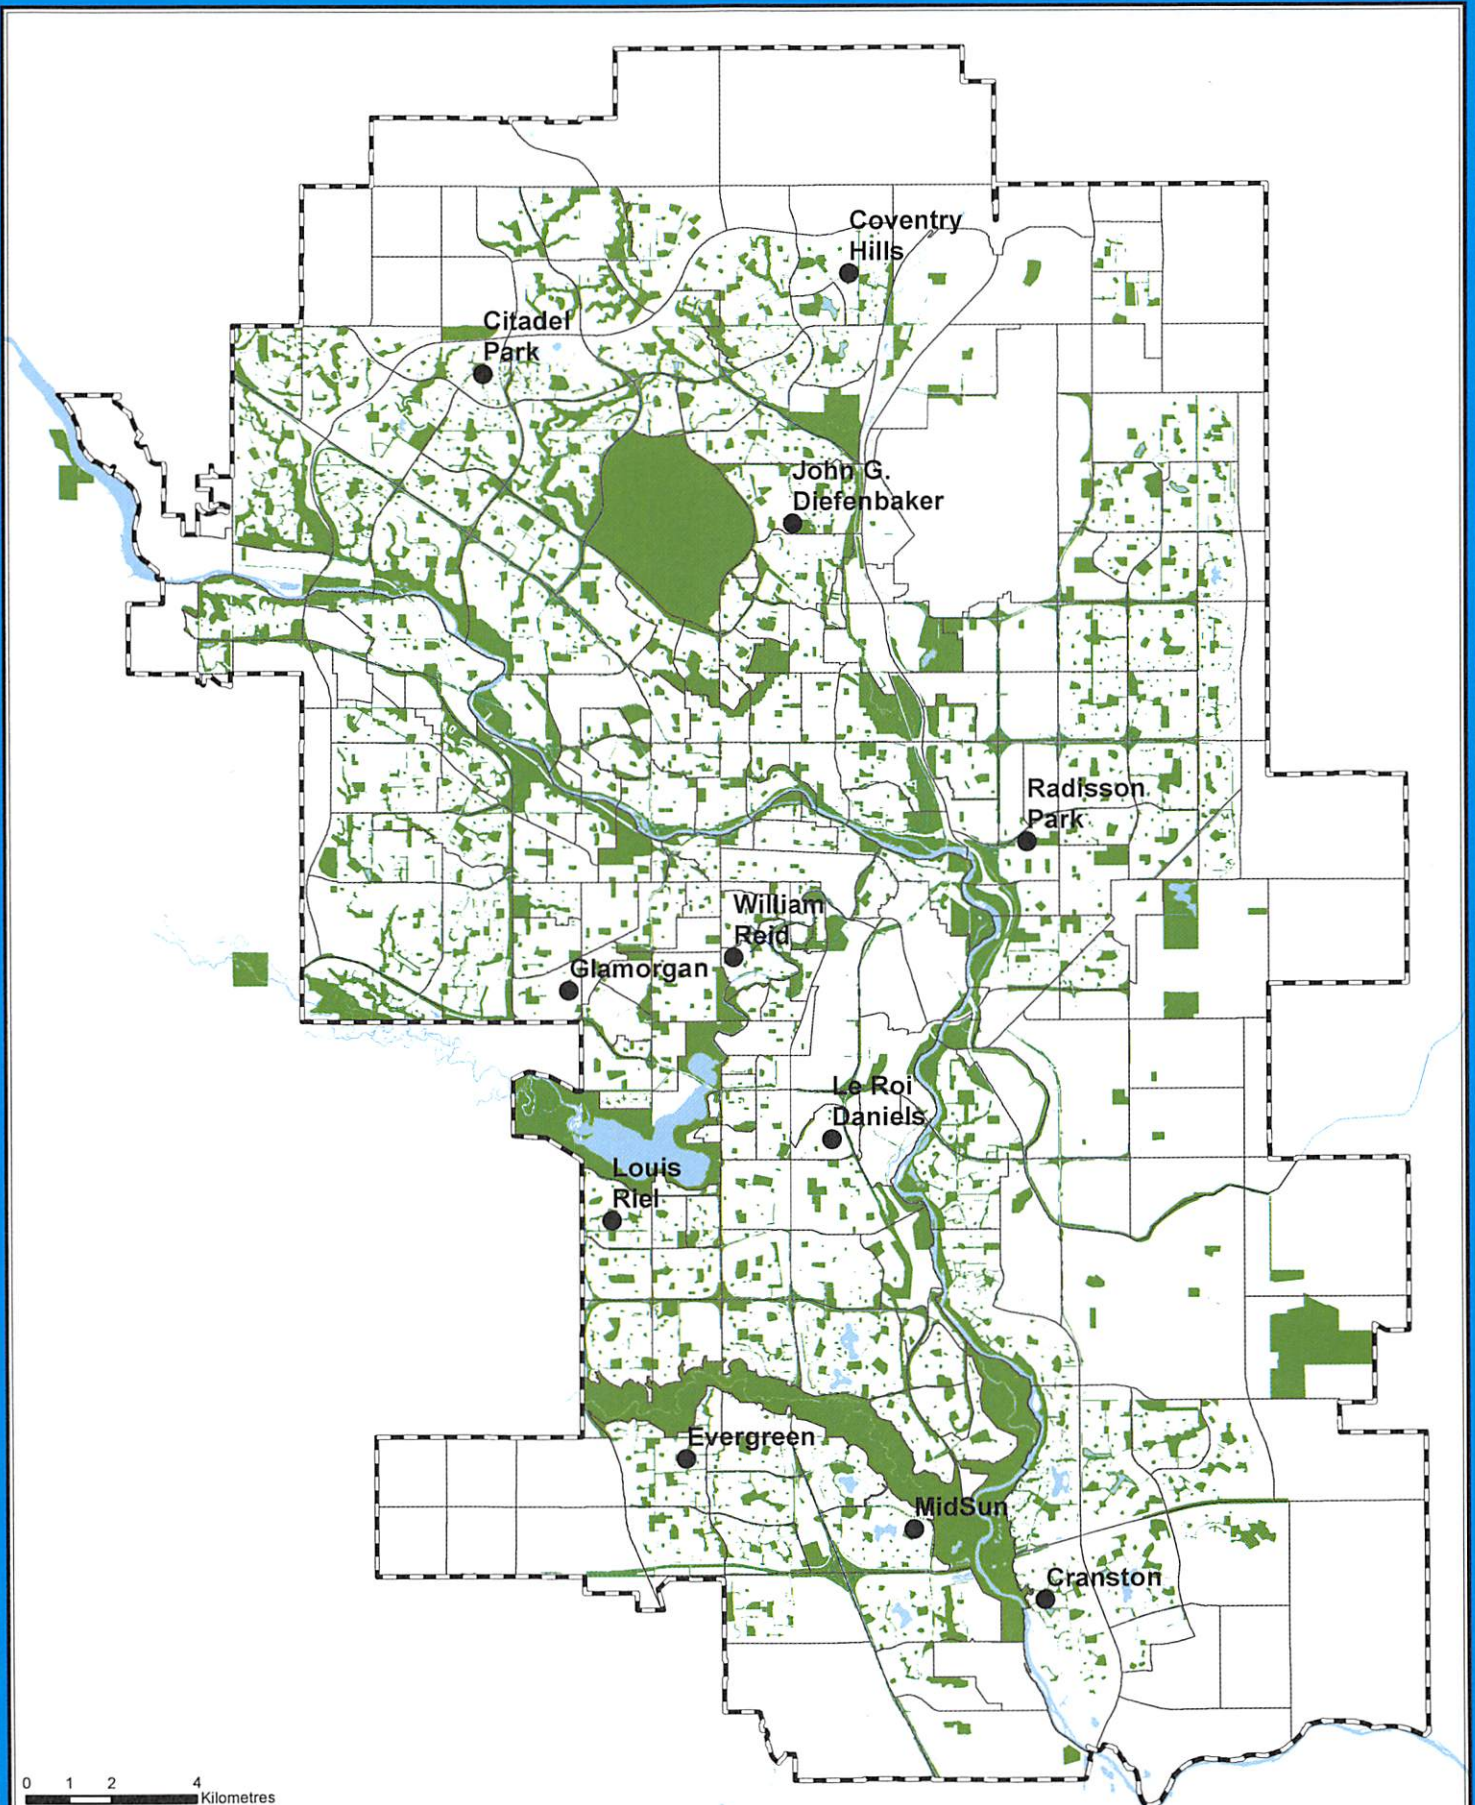 Coventry
Hills
Citadel
Park
John G.
Diefenbaker
Radisson
Park
William
Reid
Glamorgan
Le Roi
Daniels
Louis
Riel
Evergreen
MidSun
Cranston
0 1 2 4
Kilometres